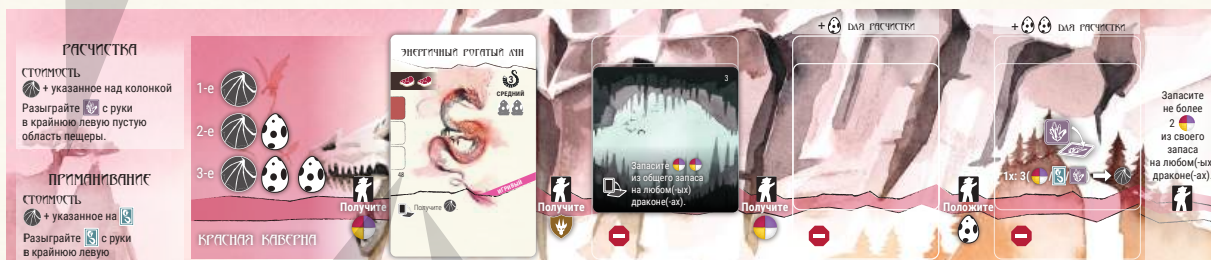 РАСЧИСТКА
СТОИМОСТЬ
+ указанное над колонкой
Разыграйте с руки
в крайнюю левую пустую
область пещеры.
ПРИМАНИВАНИЕ
СТОИМОСТЬ
+ указанное на
Разыграйте с руки
в крайнюю левую
1-е
2-е
3-е
КРАСНАЯ КАВЕРНА
Получите
ЭНЕРГИЧНЫЙ РОГАТЫЙ ЛУН
3
СРЕДНИЙ
48
ИГРИВЫЙ
Получите
Получите
3
Запасите
из общего запаса
на любом(-ых)
драконе(-ах).
Получите
+ ДЛЯ РАСЧИСТКИ
Положите
+ ДЛЯ РАСЧИСТКИ
1х: 3( / / )
Запасите
не более
2
из своего
запаса
на любом(-ых)
драконе(-ах).